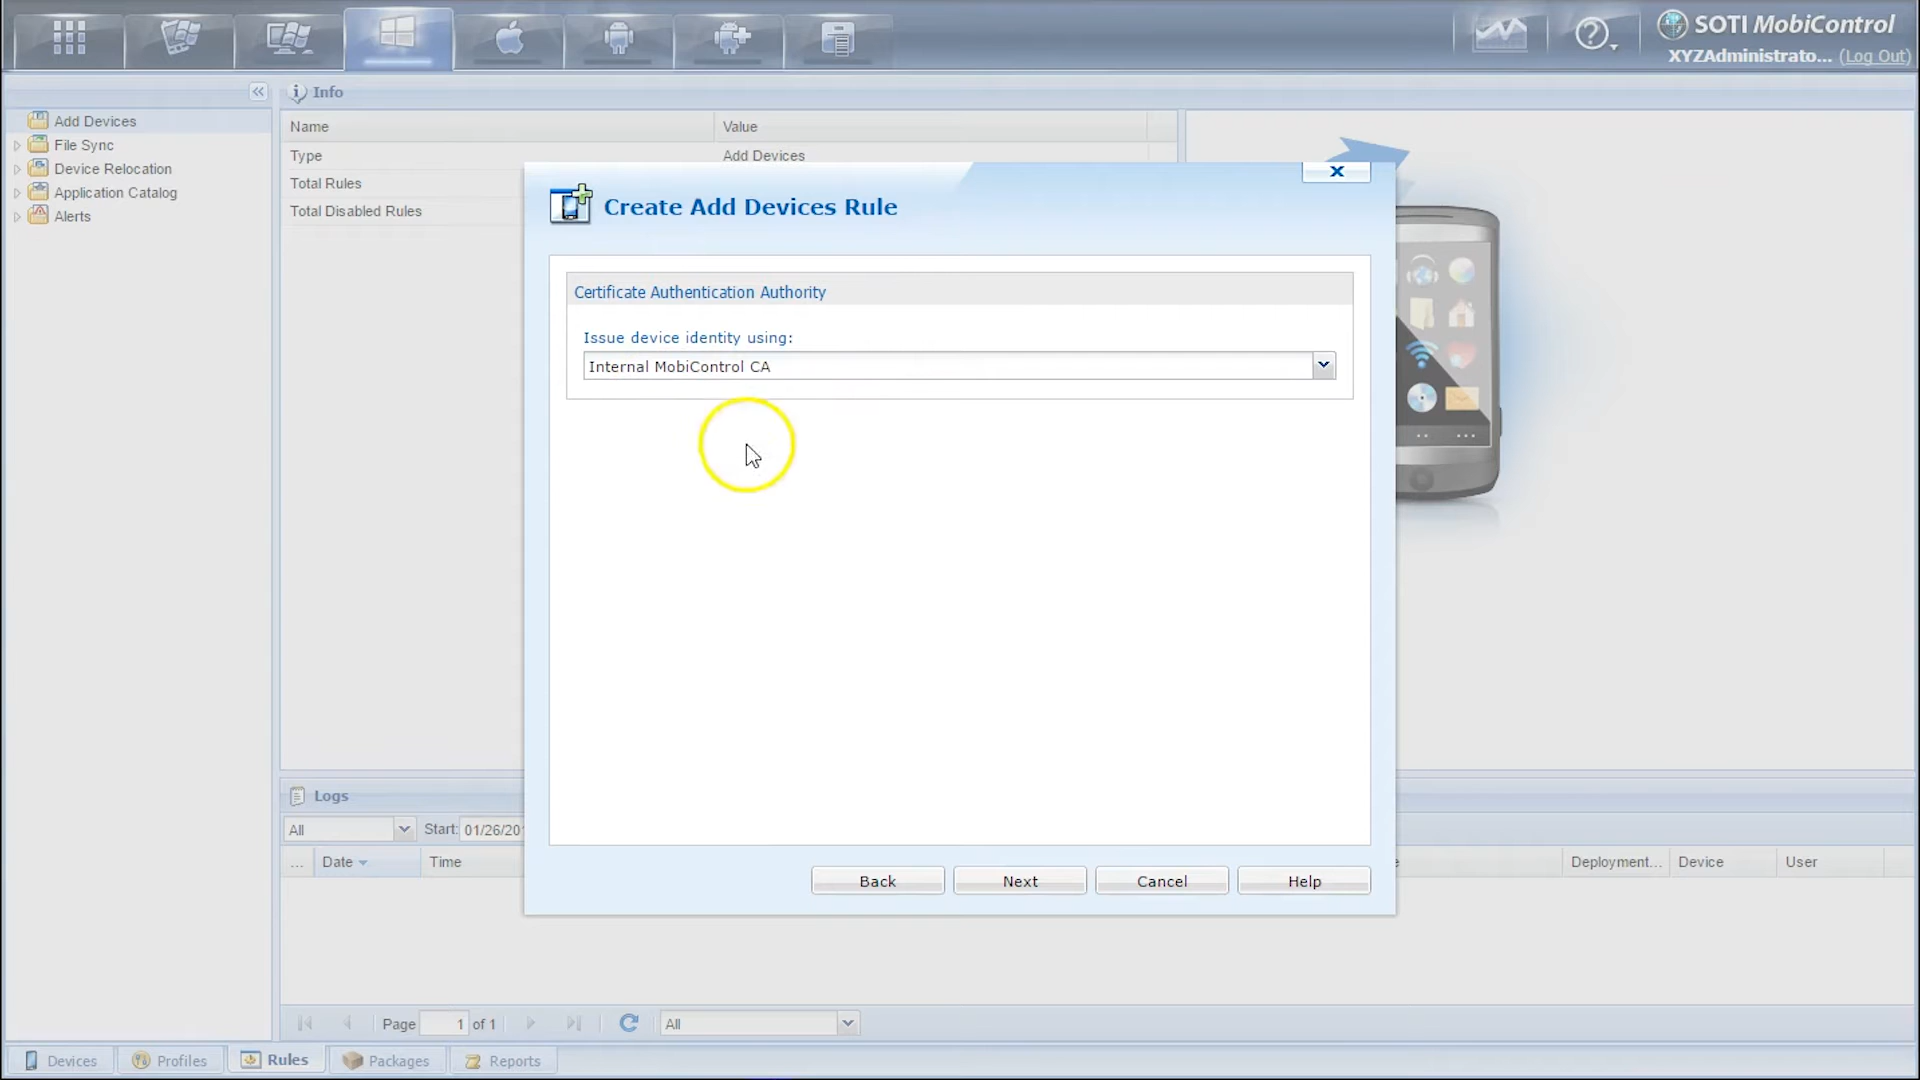 SOTI MobiControl
XYZAdministrato... (Log Out)
Info
Add Devices
File Sync
Device Relocation
Application Catalog
Alerts
Name Value
Type Add Devices
Total Rules
Total Disabled Rules
Create Add Devices Rule
x
Certificate Authentication Authority
Issue device identity using:
Internal MobiControl CA
Back Next Cancel Help
Logs
All Start: 01/26/20
... Date Time Deployment... Device User
Page 1 of 1 All
Devices Profiles Rules Packages Reports